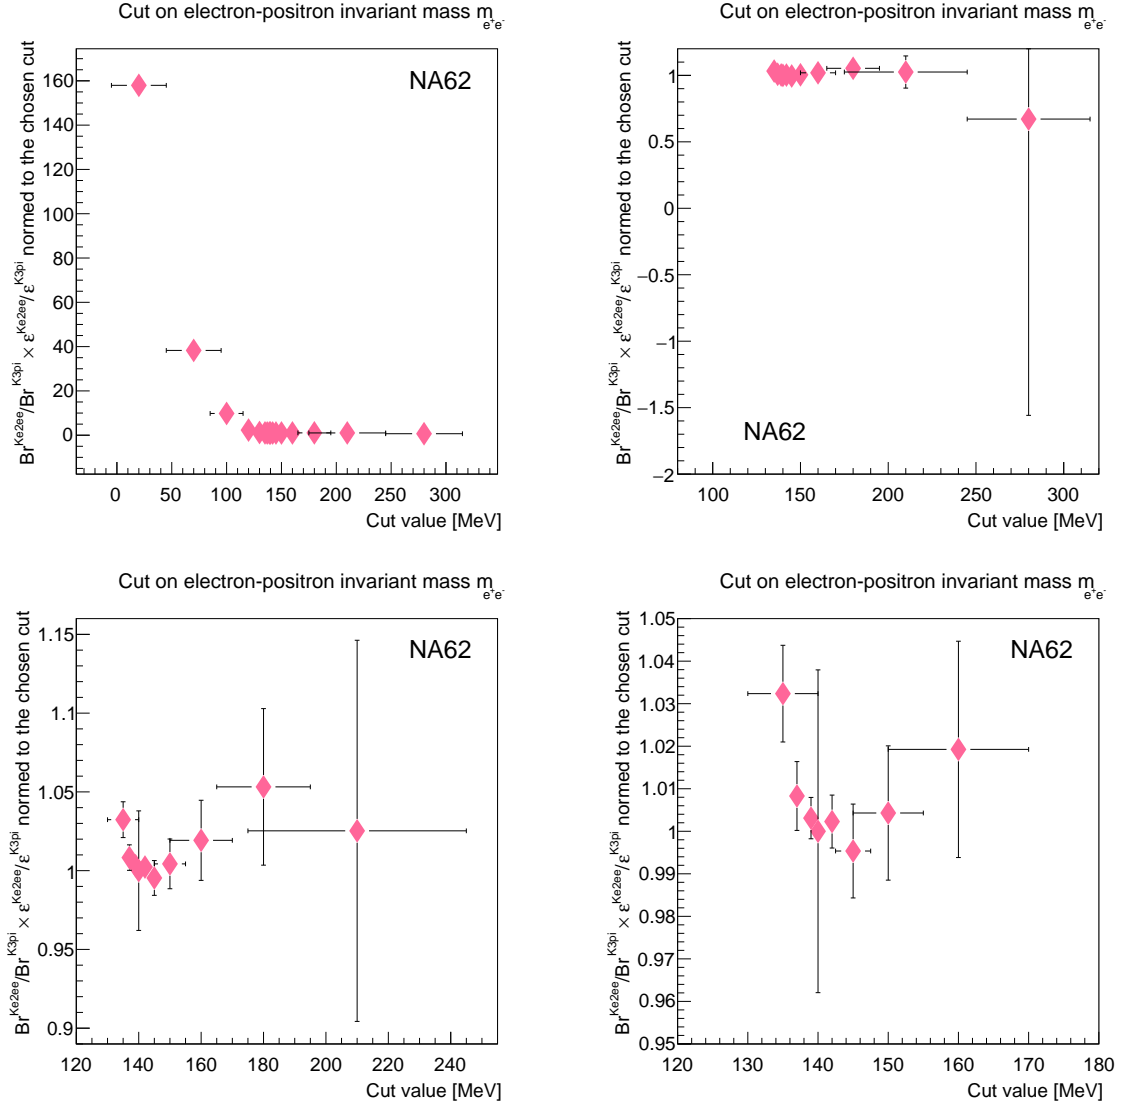 Cut on electron-positron invariant mass m_{e⁺e⁻}
NA62
Br^{Ke2ee}/Br^{K3pi} × ε^{Ke2ee}/ε^{K3pi} normed to the chosen cut
160
140
120
100
80
60
40
20
0
0 50 100 150 200 250 300
Cut value [MeV]
Cut on electron-positron invariant mass m_{e⁺e⁻}
Br^{Ke2ee}/Br^{K3pi} × ε^{Ke2ee}/ε^{K3pi} normed to the chosen cut
1
0.5
0
−0.5
−1
−1.5
−2
NA62
100 150 200 250 300
Cut value [MeV]
Cut on electron-positron invariant mass m_{e⁺e⁻}
NA62
Br^{Ke2ee}/Br^{K3pi} × ε^{Ke2ee}/ε^{K3pi} normed to the chosen cut
1.15
1.1
1.05
1
0.95
0.9
120 140 160 180 200 220 240
Cut value [MeV]
Cut on electron-positron invariant mass m_{e⁺e⁻}
NA62
Br^{Ke2ee}/Br^{K3pi} × ε^{Ke2ee}/ε^{K3pi} normed to the chosen cut
1.05
1.04
1.03
1.02
1.01
1
0.99
0.98
0.97
0.96
0.95
120 130 140 150 160 170 180
Cut value [MeV]